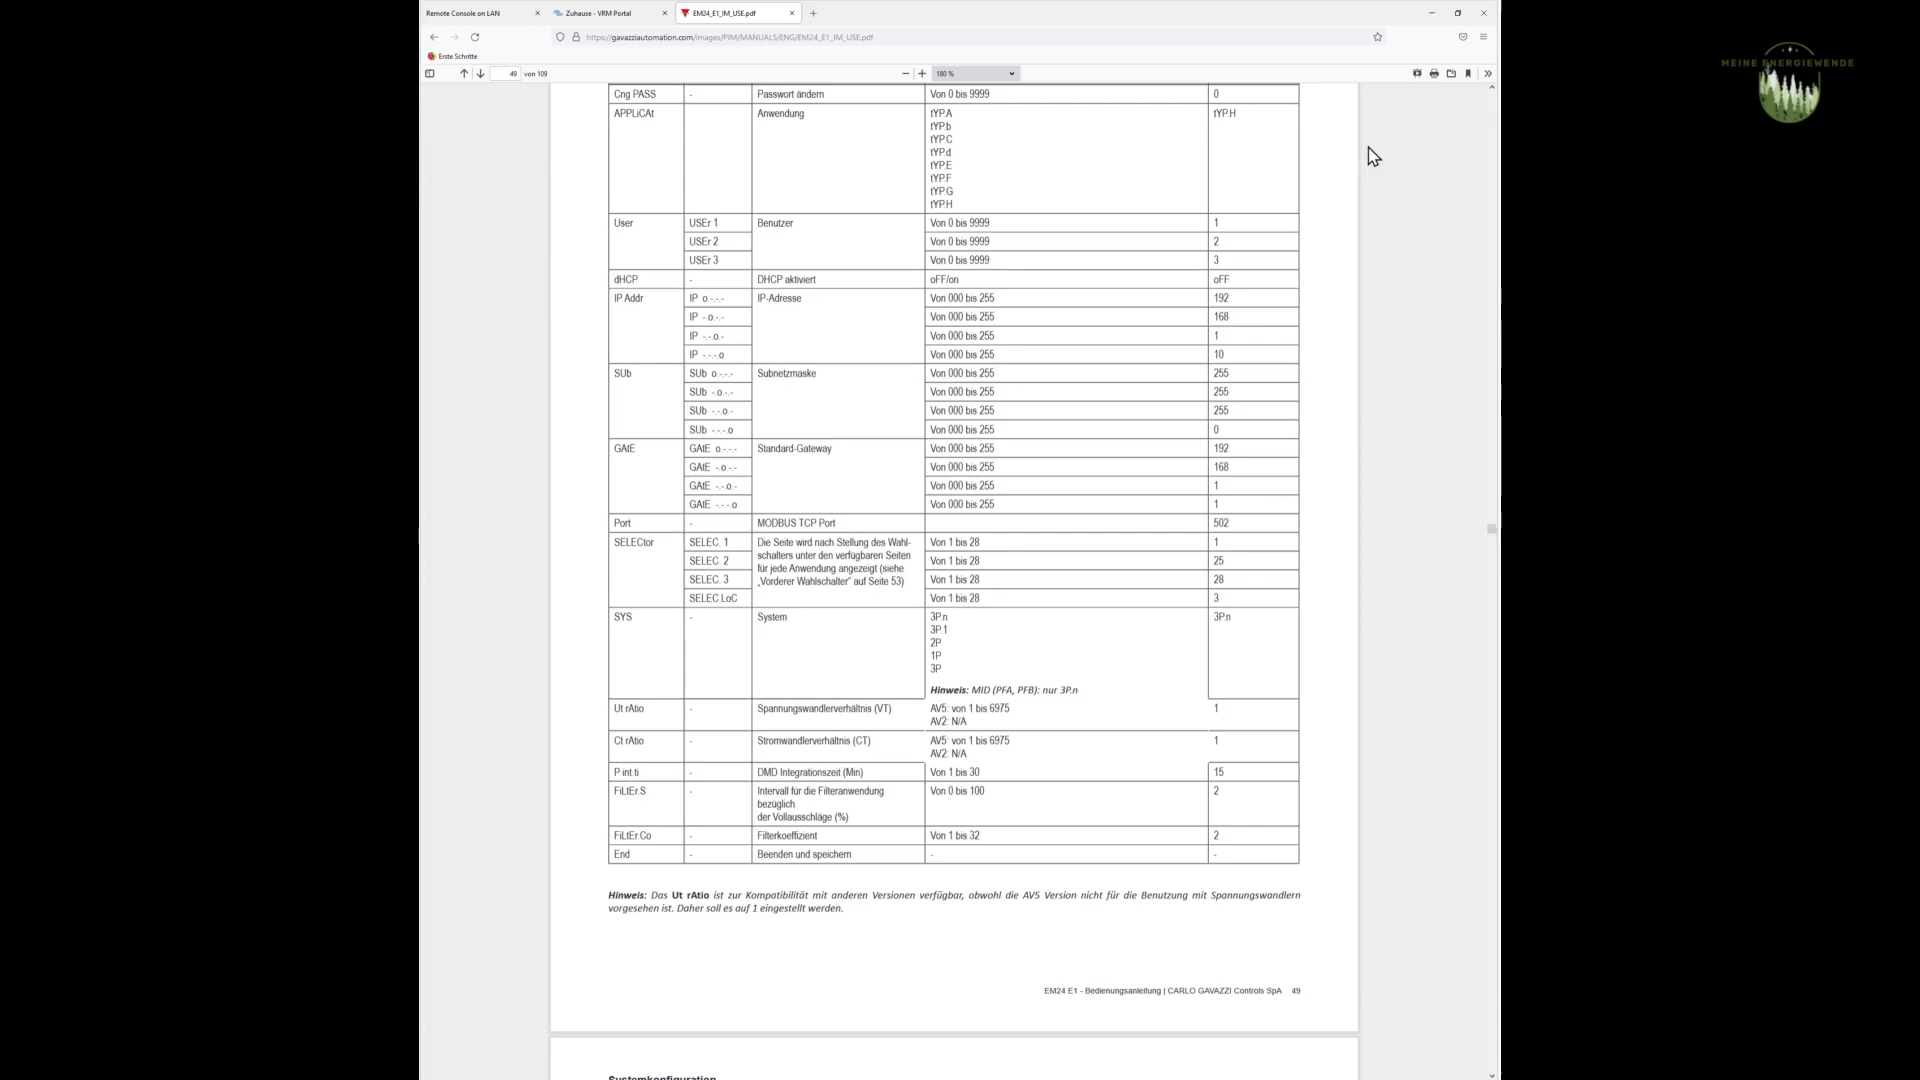 Remote Console on LAN
Zuhause - VRM Portal
EM24_E1_IM_USE.pdf
https://gavazziautomation.com/images/PIM/MANUALS/ENG/EM24_E1_IM_USE.pdf
Erste Schritte
49 von 109
180 %
MEINE ENERGIEWENDE
Cng PASS - Passwort ändern Von 0 bis 9999 0
APPLiCAt Anwendung tYP.A tYP.H
tYP.b
tYP.C
tYP.d
tYP.E
tYP.F
tYP.G
tYP.H
User USEr 1 Benutzer Von 0 bis 9999 1
USEr 2 Von 0 bis 9999 2
USEr 3 Von 0 bis 9999 3
dHCP - DHCP aktiviert oFF/on oFF
IP Addr IP o.-.-.- IP-Adresse Von 000 bis 255 192
IP -.o.-.- Von 000 bis 255 168
IP -.-.o.- Von 000 bis 255 1
IP -.-.-.o Von 000 bis 255 10
SUb SUb o.-.-.- Subnetzmaske Von 000 bis 255 255
SUb -.o.-.- Von 000 bis 255 255
SUb -.-.o.- Von 000 bis 255 255
SUb -.-.-.o Von 000 bis 255 0
GAtE GAtE o.-.-.- Standard-Gateway Von 000 bis 255 192
GAtE -.o.-.- Von 000 bis 255 168
GAtE -.-.o.- Von 000 bis 255 1
GAtE -.-.-.o Von 000 bis 255 1
Port - MODBUS TCP Port 502
SELECtor SELEC. 1 Die Seite wird nach Stellung des Wahl- Von 1 bis 28 1
SELEC. 2 schalters unter den verfügbaren Seiten Von 1 bis 28 25
SELEC. 3 für jede Anwendung angezeigt (siehe Von 1 bis 28 28
SELEC.LoC „Vorderer Wahlschalter" auf Seite 53) Von 1 bis 28 3
SYS - System 3P.n 3P.n
3P.1
2P
1P
3P
Hinweis: MID (PFA, PFB): nur 3P.n
Ut rAtio - Spannungswandlerverhältnis (VT) AV5: von 1 bis 6975 1
AV2: N/A
Ct rAtio - Stromwandlerverhältnis (CT) AV5: von 1 bis 6975 1
AV2: N/A
P int.ti - DMD Integrationszeit (Min) Von 1 bis 30 15
FiLtEr.S - Intervall für die Filteranwendung Von 0 bis 100 2
bezüglich
der Vollausschläge (%)
FiLtEr.Co - Filterkoeffizient Von 1 bis 32 2
End - Beenden und speichern - -
Hinweis: Das Ut rAtio ist zur Kompatibilität mit anderen Versionen verfügbar, obwohl die AV5 Version nicht für die Benutzung mit Spannungswandlern
vorgesehen ist. Daher soll es auf 1 eingestellt werden.
EM24 E1 - Bedienungsanleitung | CARLO GAVAZZI Controls SpA 49
Systemkonfiguration